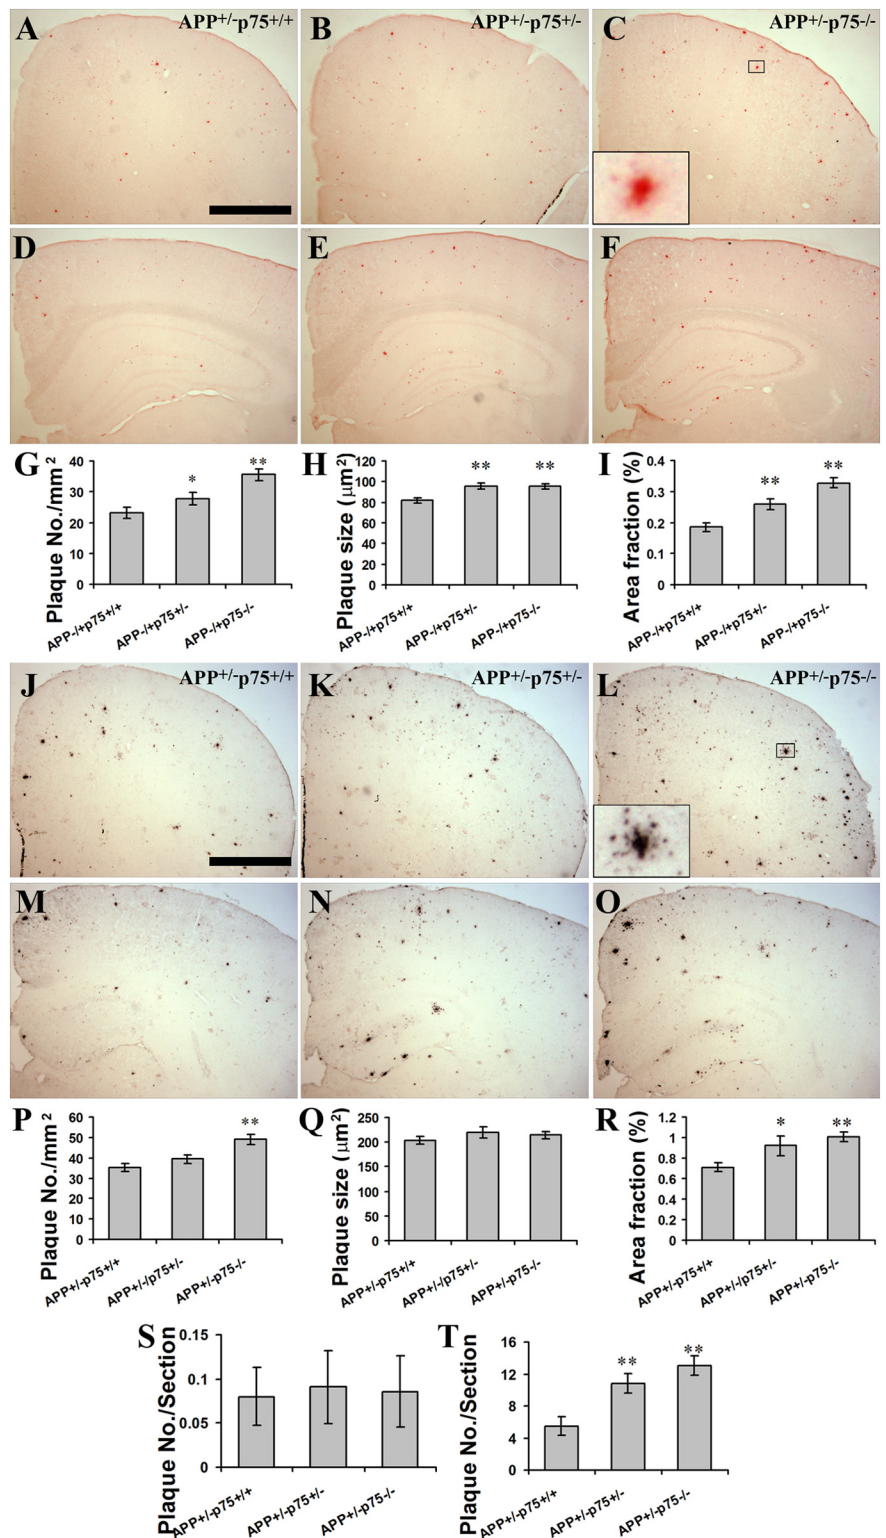 A APP+/-p75+/+ B APP+/-p75+/- C APP+/-p75-/-
D E F
G ** H ** ** I **
Plaque No./mm2
40
30
20
10
0
*
APP-/+p75+/+ APP-/+p75+/- APP-/+p75-/-
Plaque size (μm2)
120
100
80
60
40
20
0
APP-/+p75+/+ APP-/+p75+/- APP-/+p75-/-
Area fraction (%)
0.4
0.3
0.2
0.1
0
**
APP-/+p75+/+ APP-/+p75+/- APP-/+p75-/-
J APP+/-p75+/+ K APP+/-p75+/- L APP+/-p75-/-
M N O
P ** Q R * **
Plaque No./mm2
60
50
40
30
20
10
0
APP+/-p75+/+ APP+/-/p75+/- APP+/-p75-/-
Plaque size (μm2)
250
200
150
100
50
0
APP+/-p75+/+ APP+/-/p75+/- APP+/-p75-/-
Area fraction (%)
1.2
1
0.8
0.6
0.4
0.2
0
APP+/-p75+/+ APP+/-/p75+/- APP+/-p75-/-
S T
Plaque No./Section
0.15
0.1
0.05
0
APP+/-p75+/+ APP+/-p75+/- APP+/-p75-/-
Plaque No./Section
16
12
8
4
0
** **
APP+/-p75+/+ APP+/-p75+/- APP+/-p75-/-